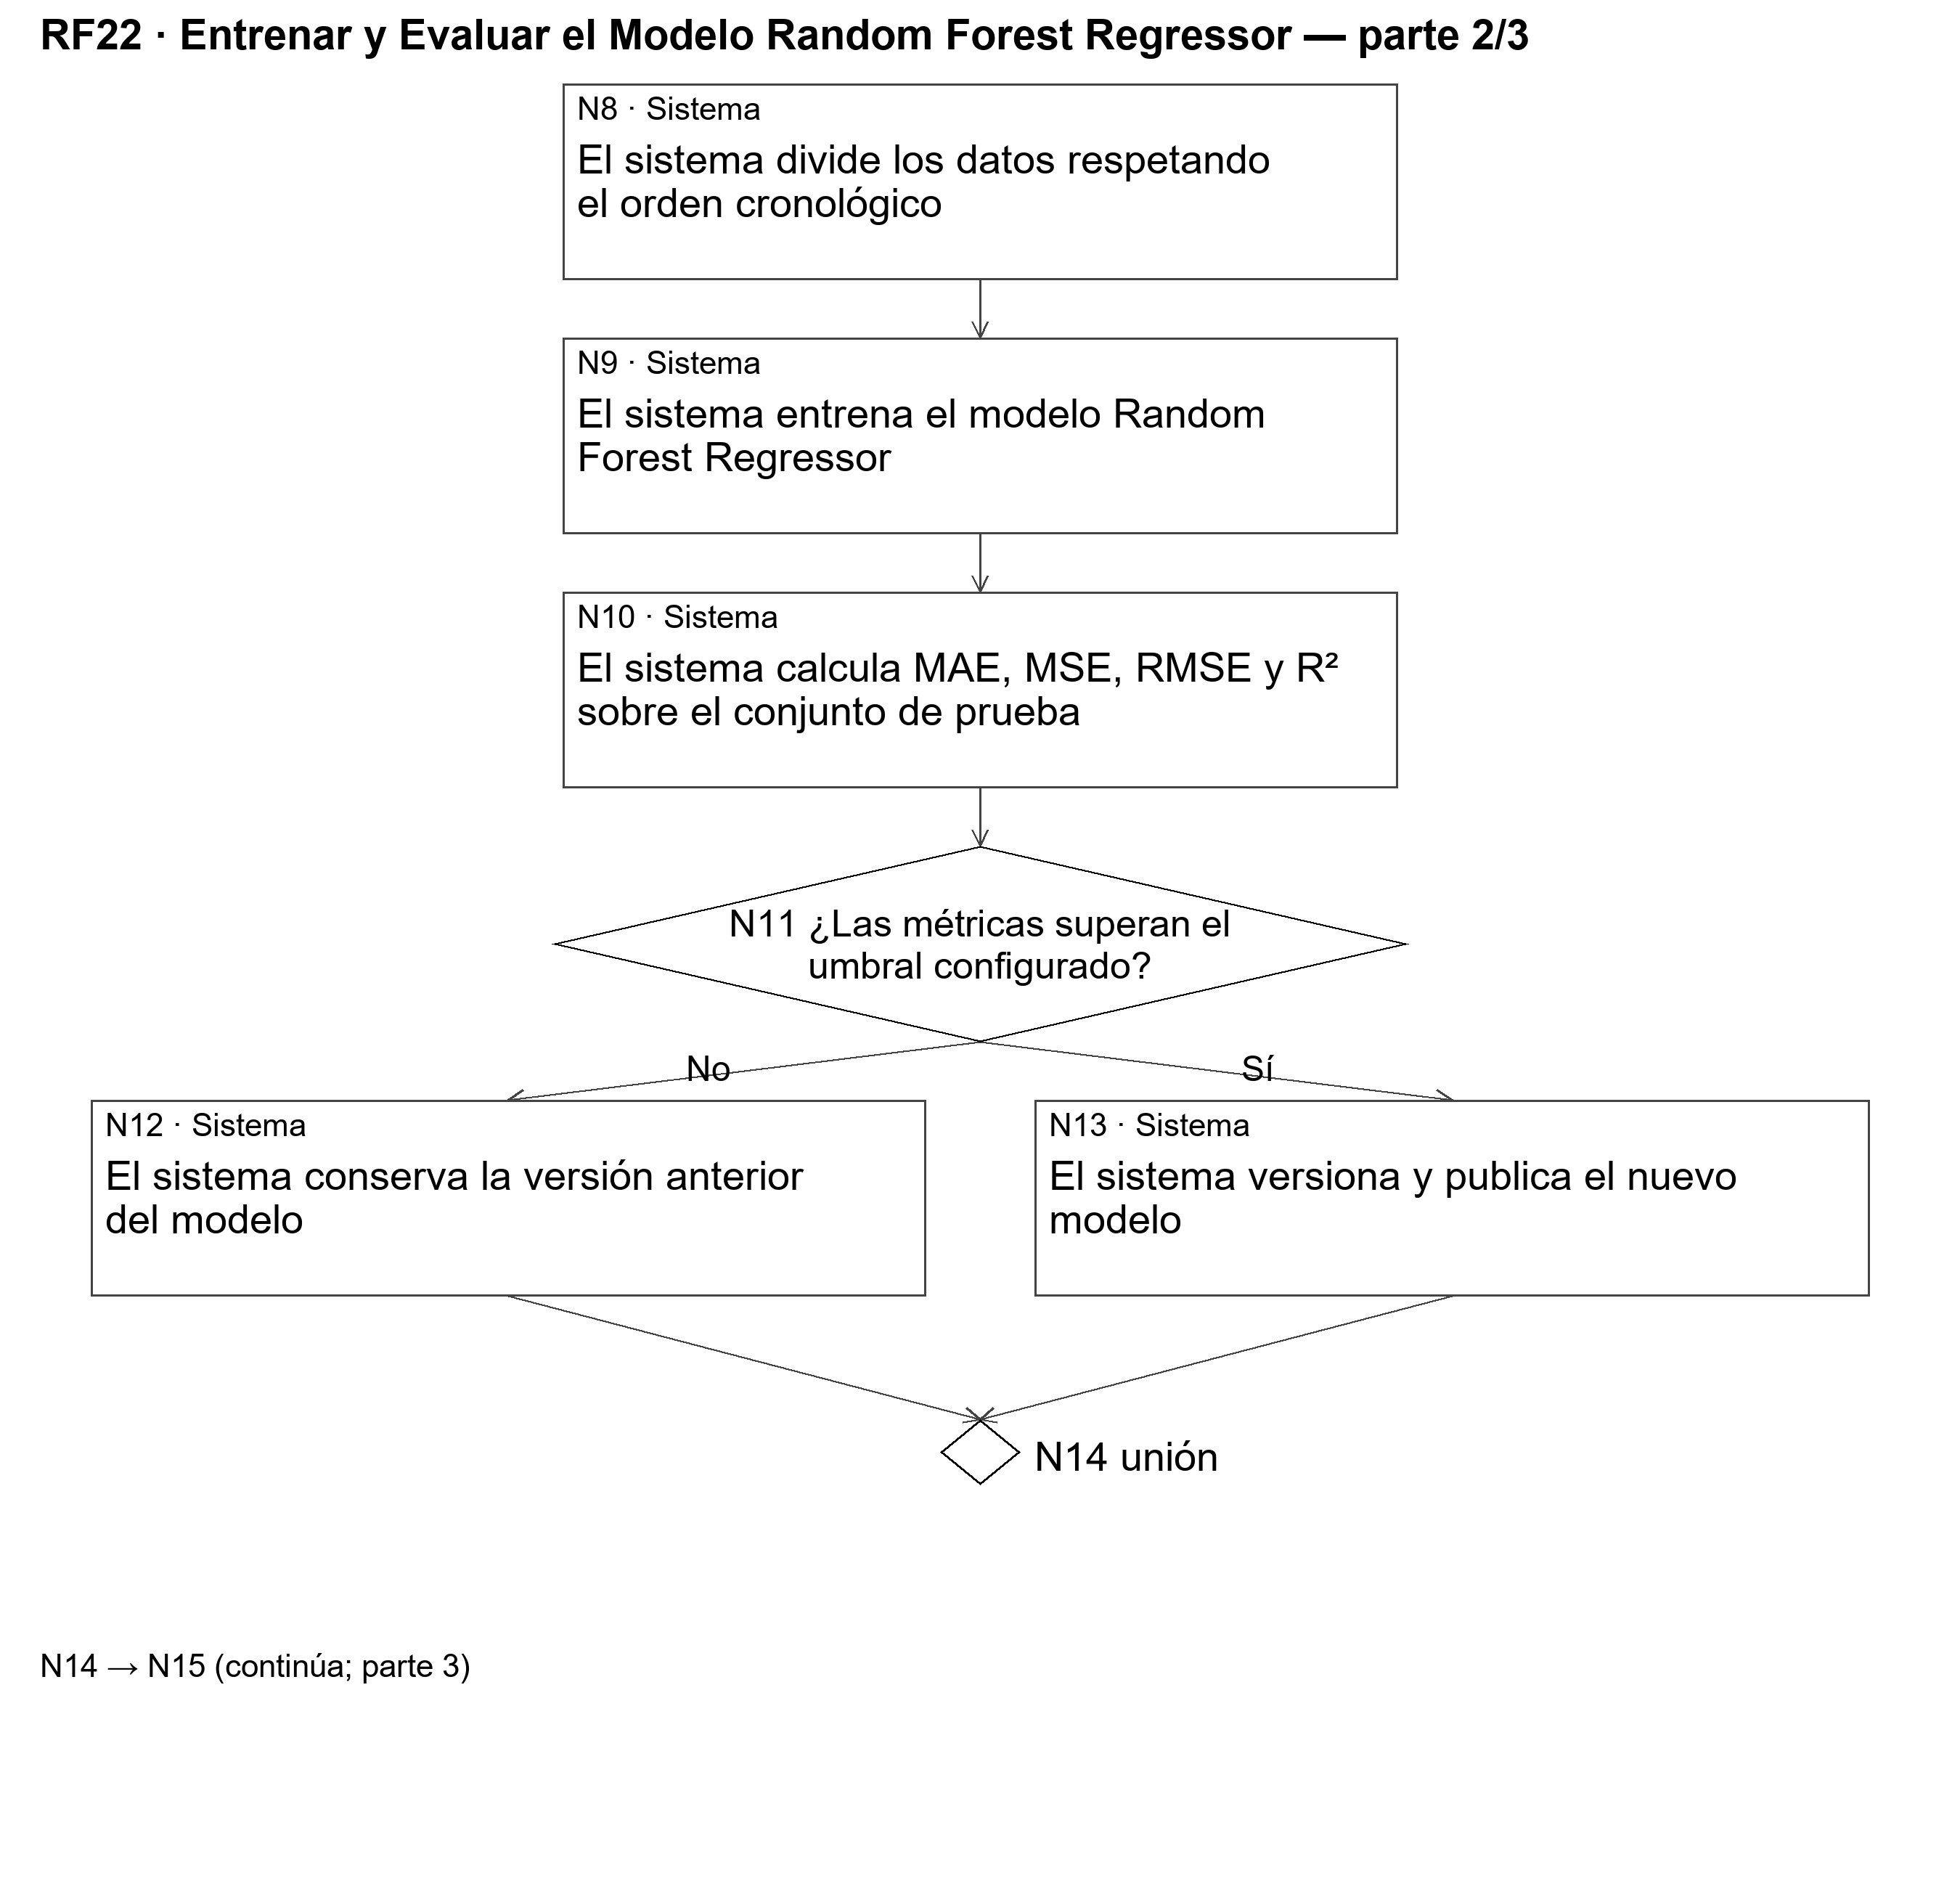 RF22 · Entrenar y Evaluar el Modelo Random Forest Regressor — parte 2/3
N8 · Sistema
El sistema divide los datos respetando
el orden cronológico
N9 · Sistema
El sistema entrena el modelo Random
Forest Regressor
N10 · Sistema
El sistema calcula MAE, MSE, RMSE y R²
sobre el conjunto de prueba
N11 ¿Las métricas superan el
umbral configurado?
No
Sí
N12 · Sistema
El sistema conserva la versión anterior
del modelo
N13 · Sistema
El sistema versiona y publica el nuevo
modelo
N14 unión
N14 → N15 (continúa; parte 3)